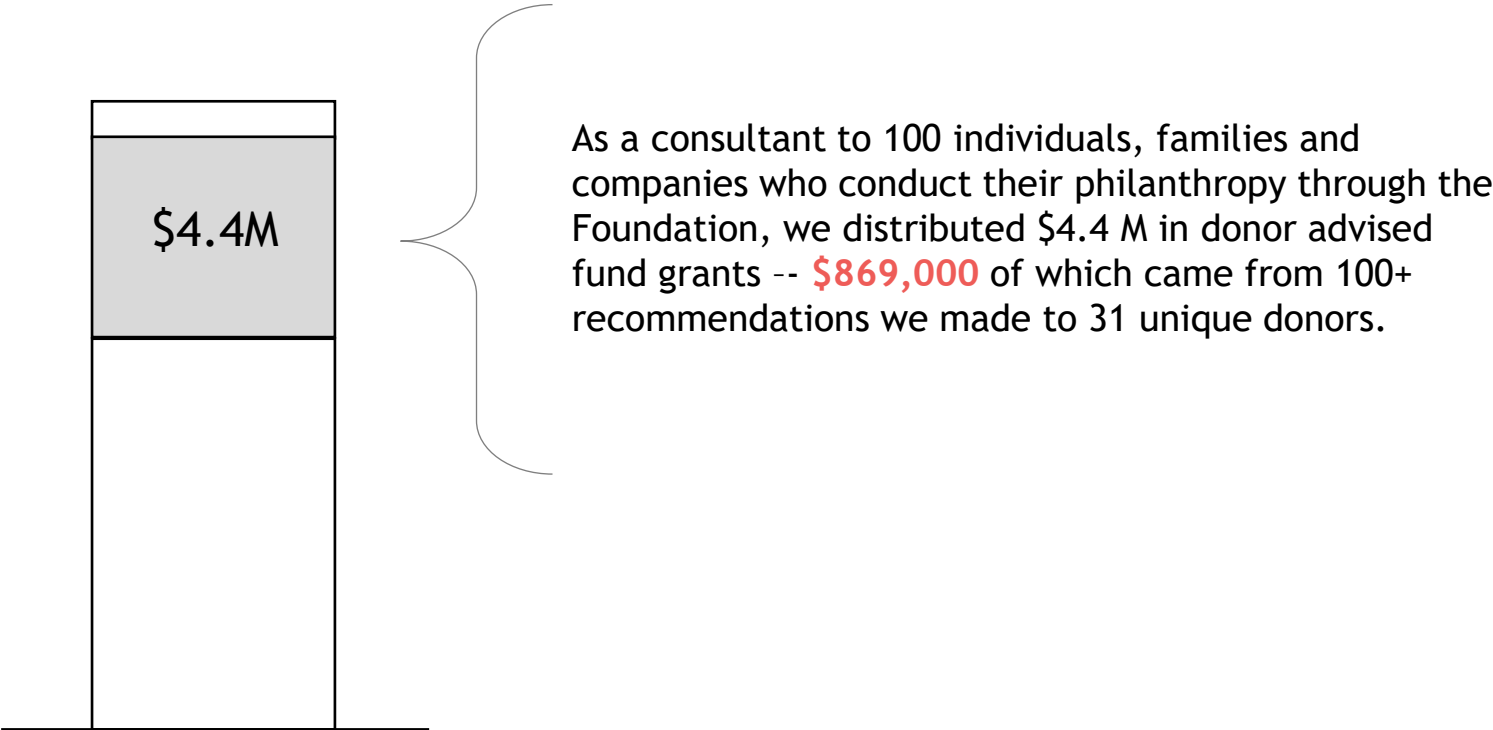 $4.4M
As a consultant to 100 individuals, families and
companies who conduct their philanthropy through the
Foundation, we distributed $4.4 M in donor advised
fund grants –- $869,000 of which came from 100+
recommendations we made to 31 unique donors.